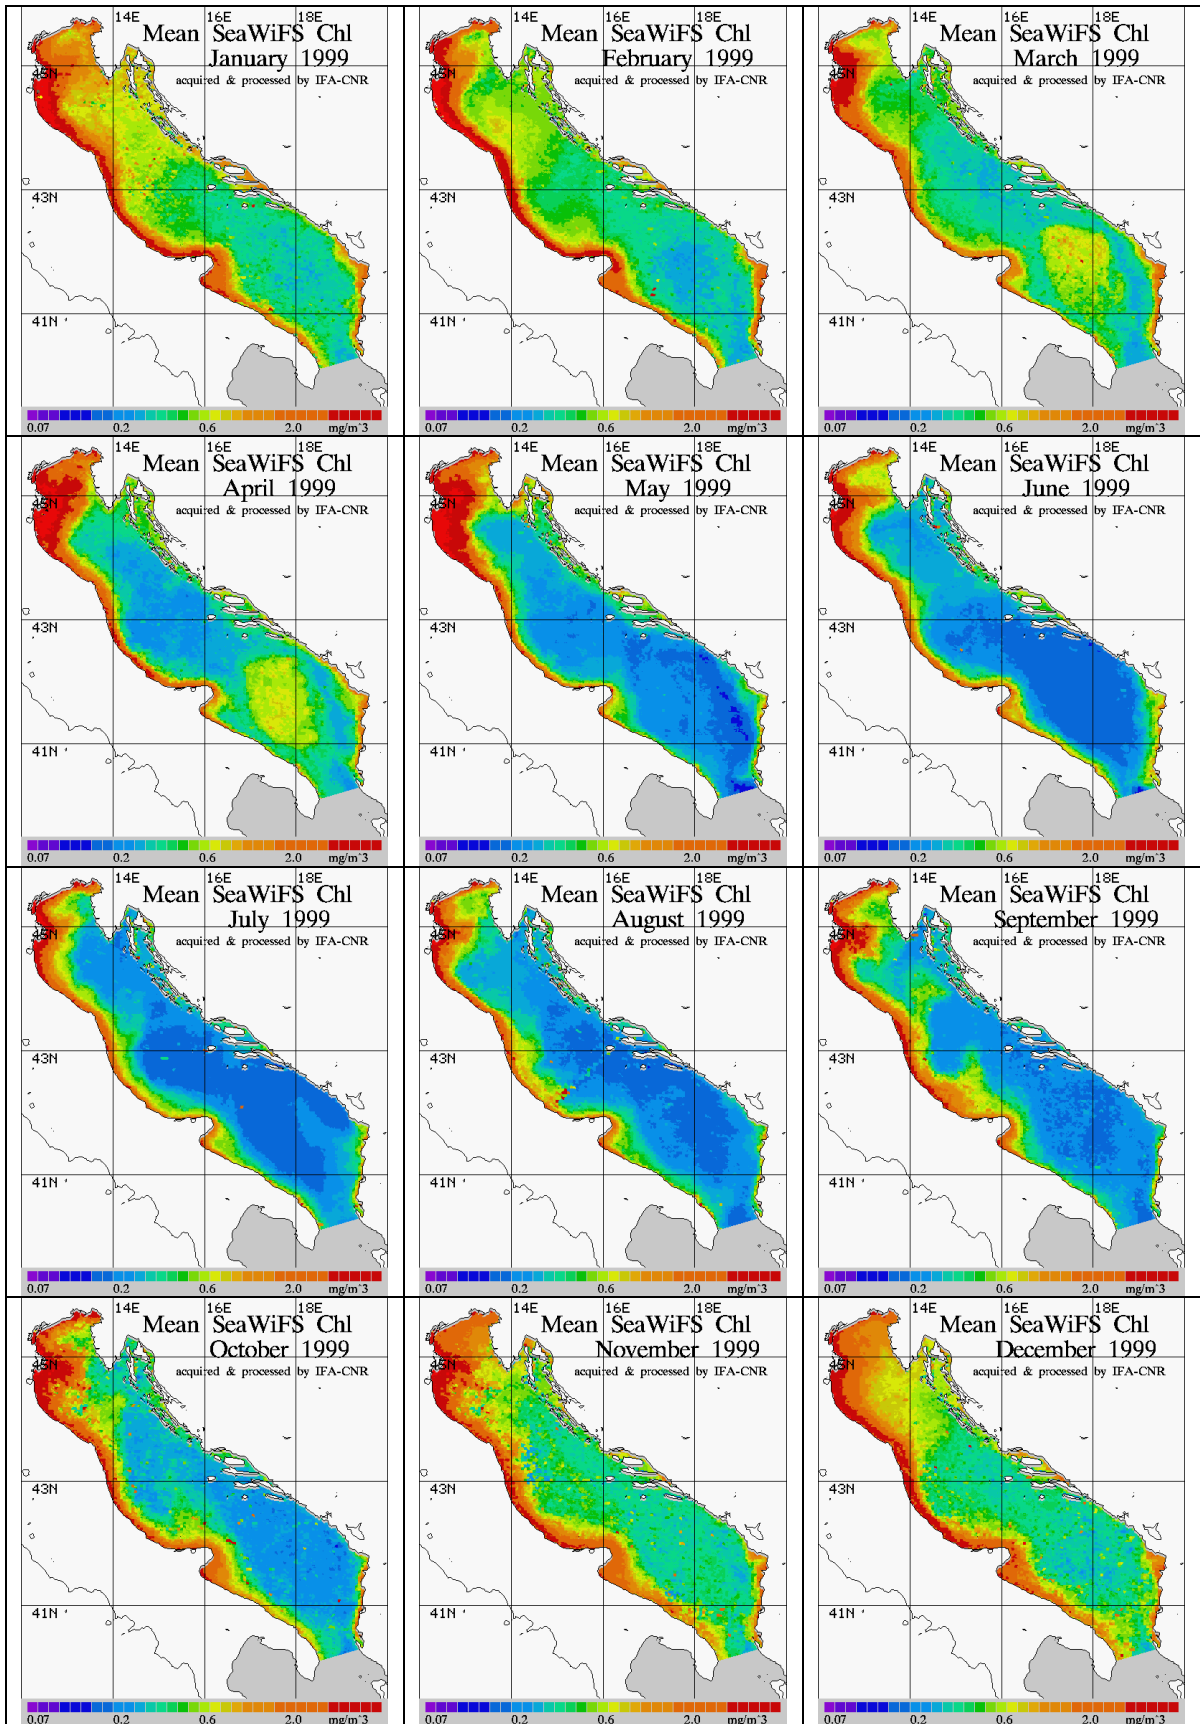 14E 16E 18E
Mean SeaWiFS Chl
January 1999
45N
acquired & processed by IFA-CNR
43N
41N
0.07 0.2 0.6 2.0 mg/m^3
14E 16E 18E
Mean SeaWiFS Chl
February 1999
45N
acquired & processed by IFA-CNR
43N
41N
0.07 0.2 0.6 2.0 mg/m^3
14E 16E 18E
Mean SeaWiFS Chl
March 1999
45N
acquired & processed by IFA-CNR
43N
41N
0.07 0.2 0.6 2.0 mg/m^3
14E 16E 18E
Mean SeaWiFS Chl
April 1999
45N
acquired & processed by IFA-CNR
43N
41N
0.07 0.2 0.6 2.0 mg/m^3
14E 16E 18E
Mean SeaWiFS Chl
May 1999
45N
acquired & processed by IFA-CNR
43N
41N
0.07 0.2 0.6 2.0 mg/m^3
14E 16E 18E
Mean SeaWiFS Chl
June 1999
45N
acquired & processed by IFA-CNR
43N
41N
0.07 0.2 0.6 2.0 mg/m^3
14E 16E 18E
Mean SeaWiFS Chl
July 1999
45N
acquired & processed by IFA-CNR
43N
41N
0.07 0.2 0.6 2.0 mg/m^3
14E 16E 18E
Mean SeaWiFS Chl
August 1999
45N
acquired & processed by IFA-CNR
43N
41N
0.07 0.2 0.6 2.0 mg/m^3
14E 16E 18E
Mean SeaWiFS Chl
September 1999
45N
acquired & processed by IFA-CNR
43N
41N
0.07 0.2 0.6 2.0 mg/m^3
14E 16E 18E
Mean SeaWiFS Chl
October 1999
45N
acquired & processed by IFA-CNR
43N
41N
0.07 0.2 0.6 2.0 mg/m^3
14E 16E 18E
Mean SeaWiFS Chl
November 1999
45N
acquired & processed by IFA-CNR
43N
41N
0.07 0.2 0.6 2.0 mg/m^3
14E 16E 18E
Mean SeaWiFS Chl
December 1999
45N
acquired & processed by IFA-CNR
43N
41N
0.07 0.2 0.6 2.0 mg/m^3